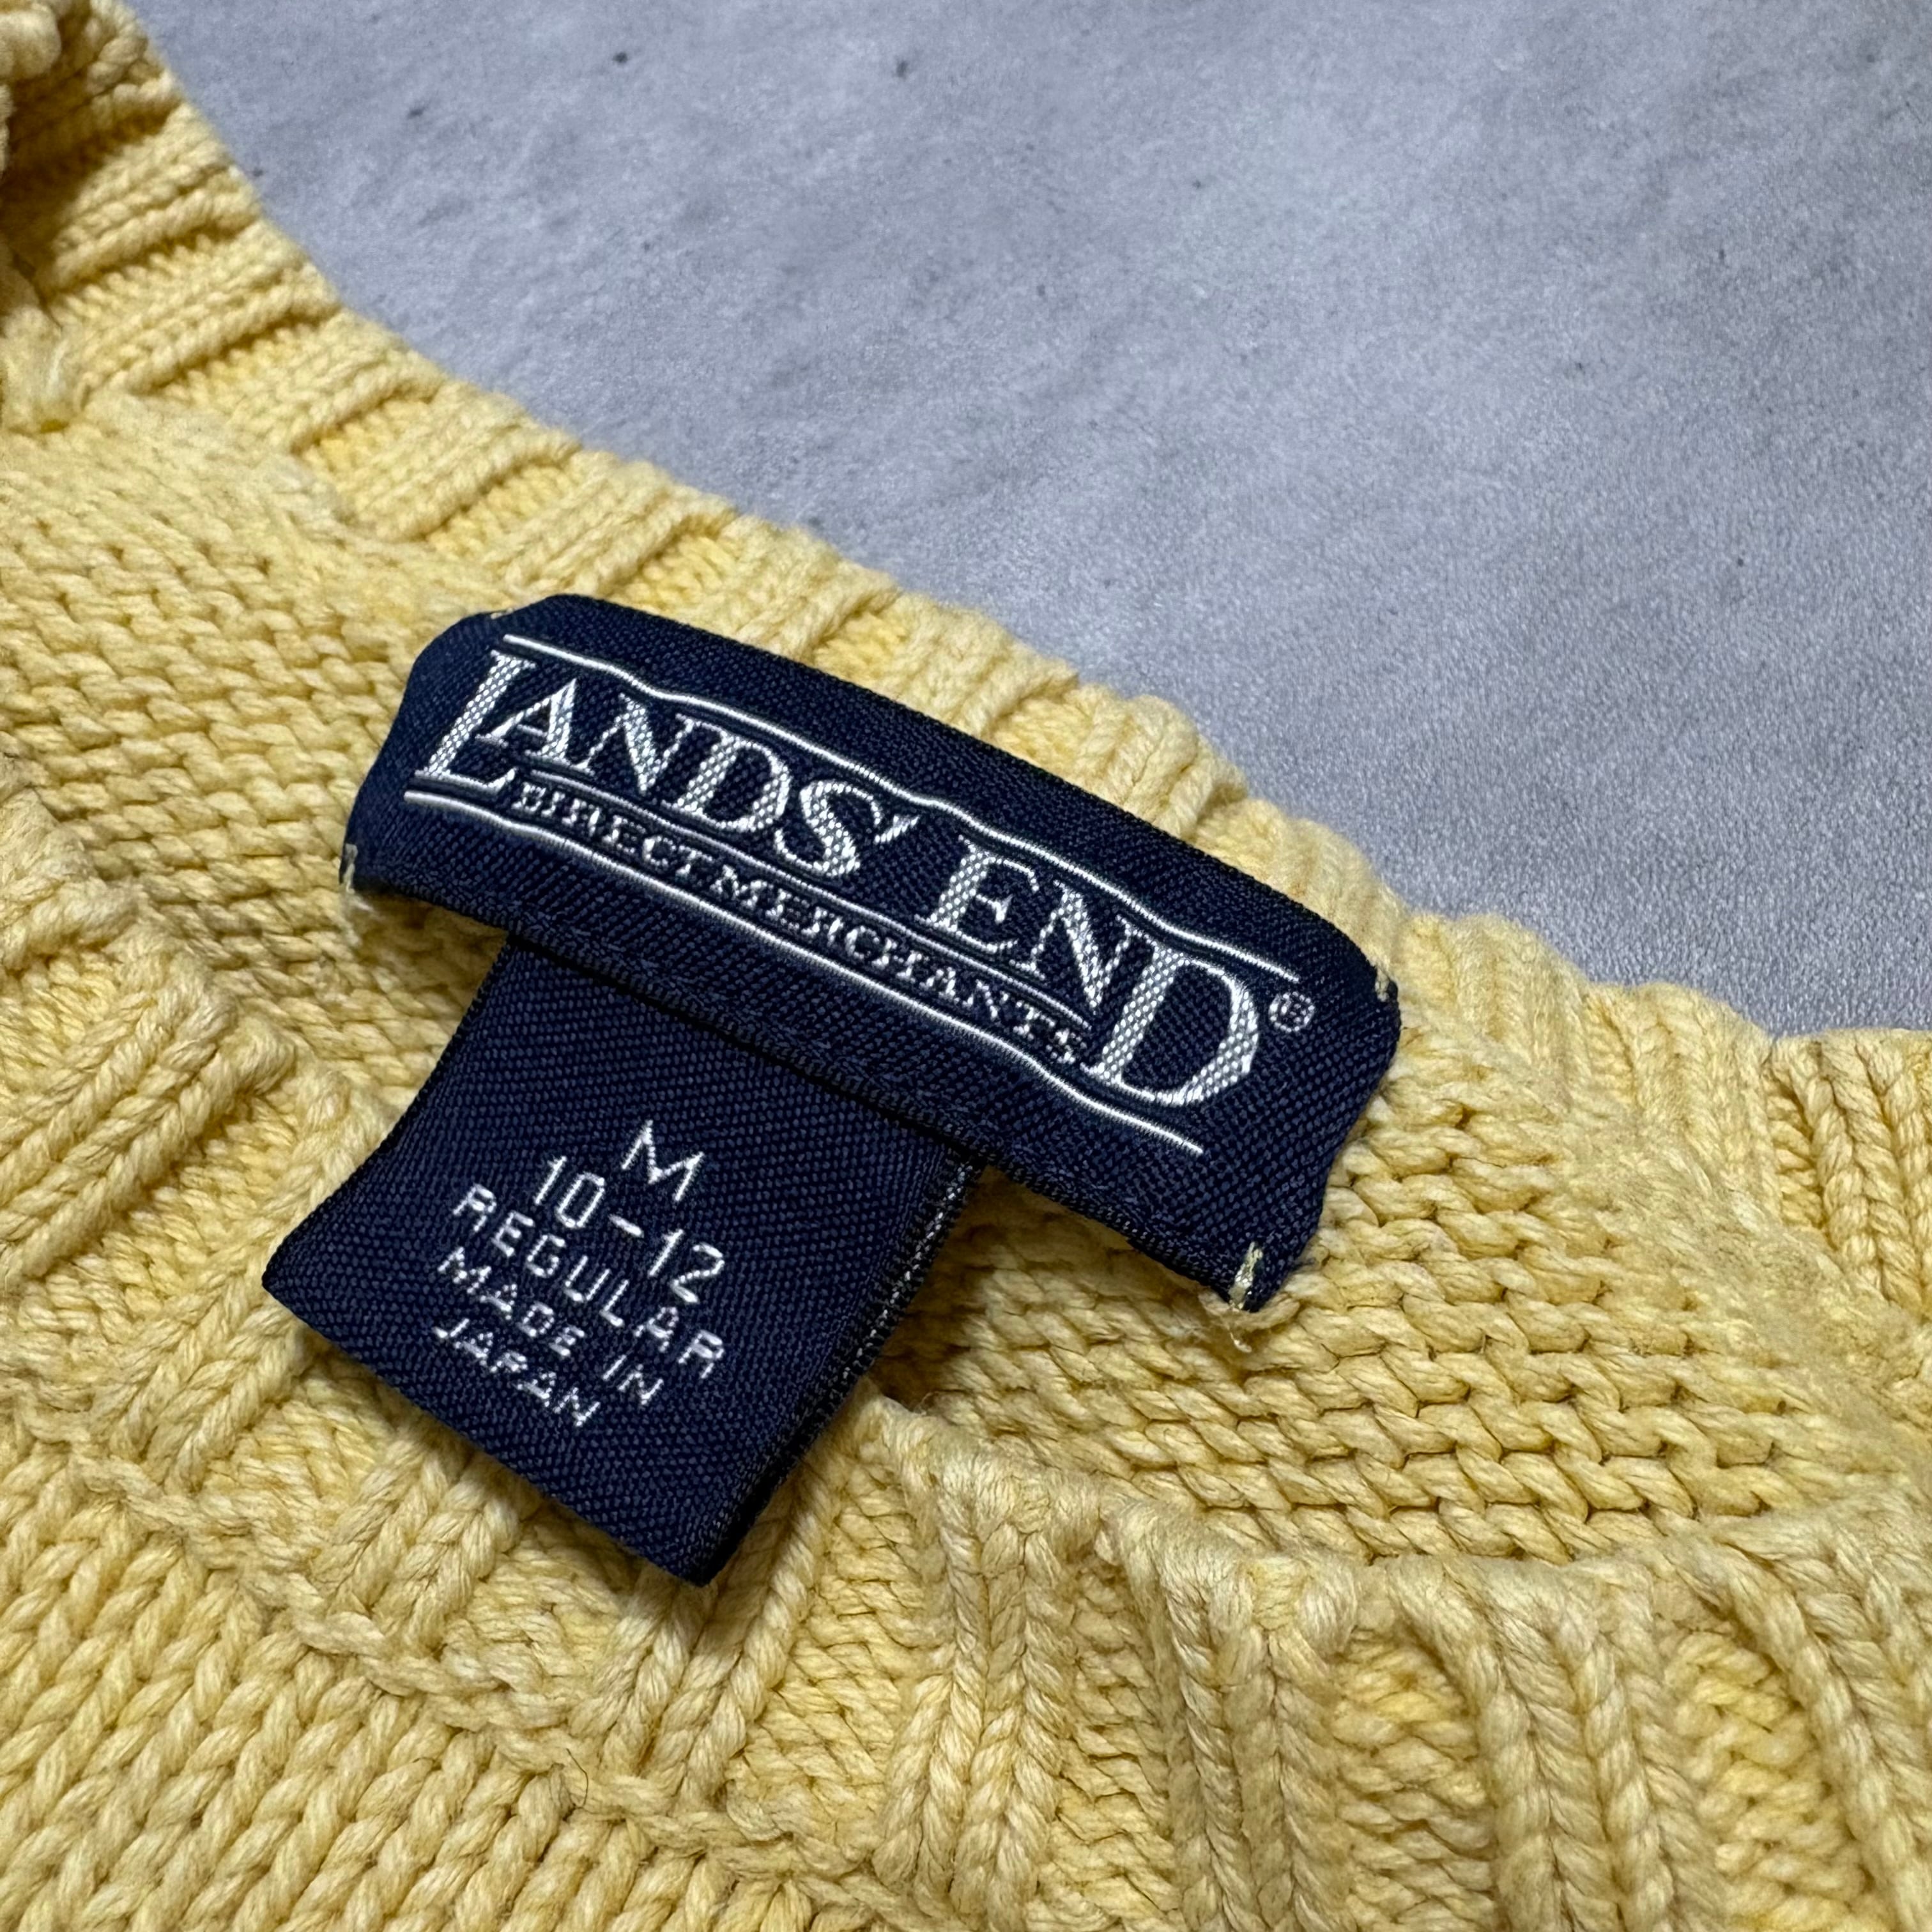 LANDS' END®
DIRECT MERCHANTS
M
10-12
REGULAR
MADE IN
JAPAN